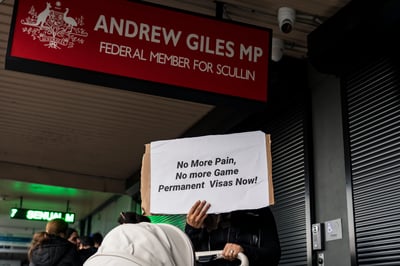 ANDREW GILES MP
FEDERAL MEMBER FOR SCULLIN
No More Pain,
No more Game
Permanent Visas Now!